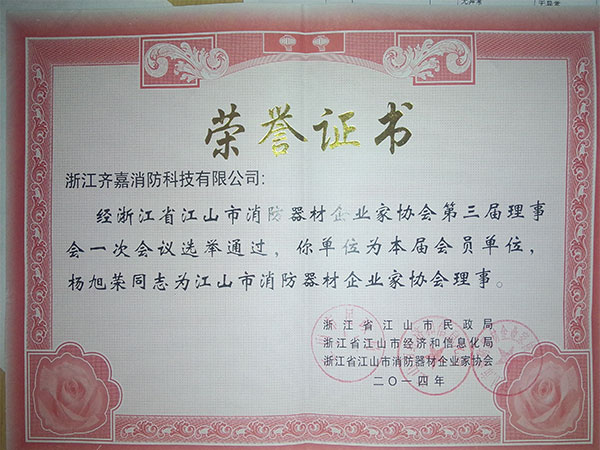 荣誉证书
浙江齐嘉消防科技有限公司:
经浙江省江山市消防器材企业家协会第三届理事
会一次会议选举通过，你单位为本届会员单位，
杨旭荣同志为江山市消防器材企业家协会理事。
浙江省江山市民政局
浙江省江山市经济和信息化局
浙江省江山市消防器材企业家协会
二〇一四年